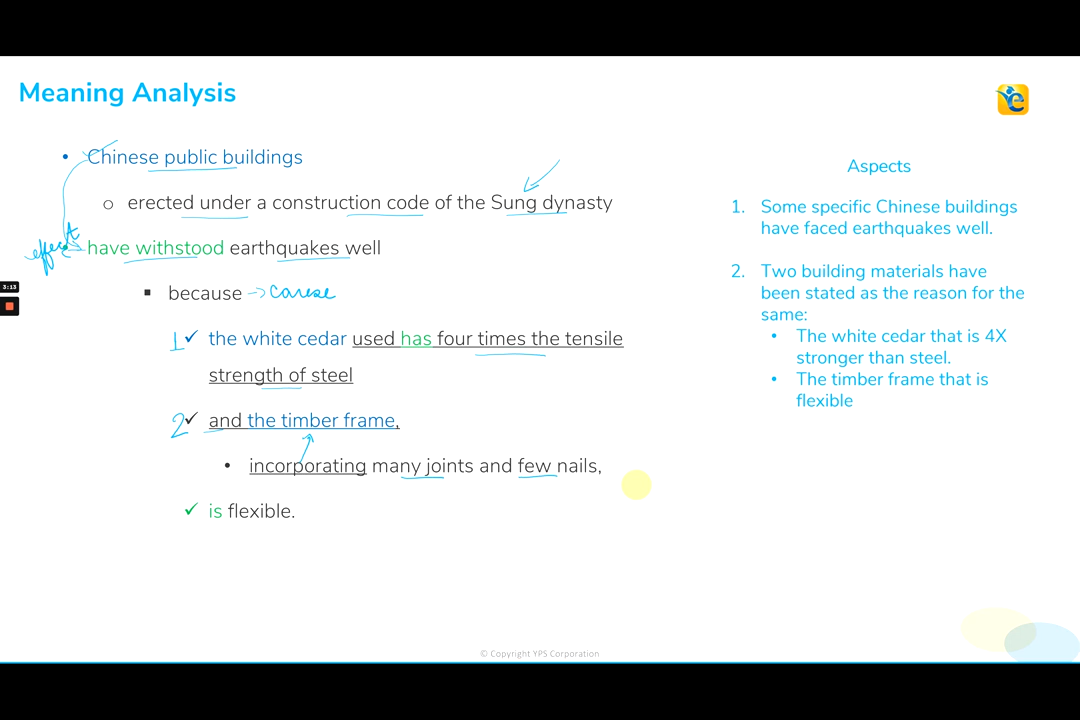 Meaning Analysis
• Chinese public buildings
o erected under a construction code of the Sung dynasty
effect
have withstood earthquakes well
3:13
▪ because -> cause
1 ✓ the white cedar used has four times the tensile
strength of steel
2 ✓ and the timber frame,
• incorporating many joints and few nails,
✓ is flexible.
e
Aspects
1. Some specific Chinese buildings
have faced earthquakes well.
2. Two building materials have
been stated as the reason for the
same:
• The white cedar that is 4X
stronger than steel.
• The timber frame that is
flexible
© Copyright YPS Corporation